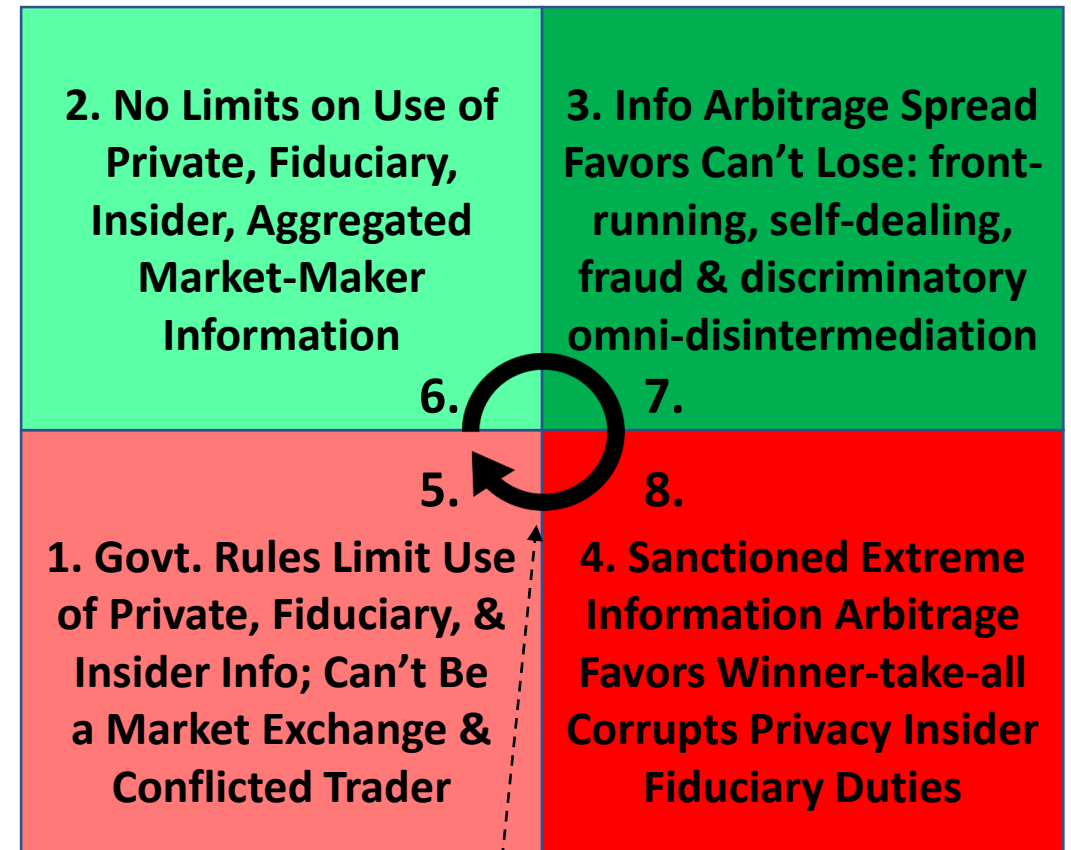 2. No Limits on Use of
Private, Fiduciary,
Insider, Aggregated
Market-Maker
Information
6.
3. Info Arbitrage Spread
Favors Can’t Lose: front-
running, self-dealing,
fraud & discriminatory
omni-disintermediation
7.
5.
1. Govt. Rules Limit Use
of Private, Fiduciary, &
Insider Info; Can’t Be
a Market Exchange &
Conflicted Trader
8.
4. Sanctioned Extreme
Information Arbitrage
Favors Winner-take-all
Corrupts Privacy Insider
Fiduciary Duties